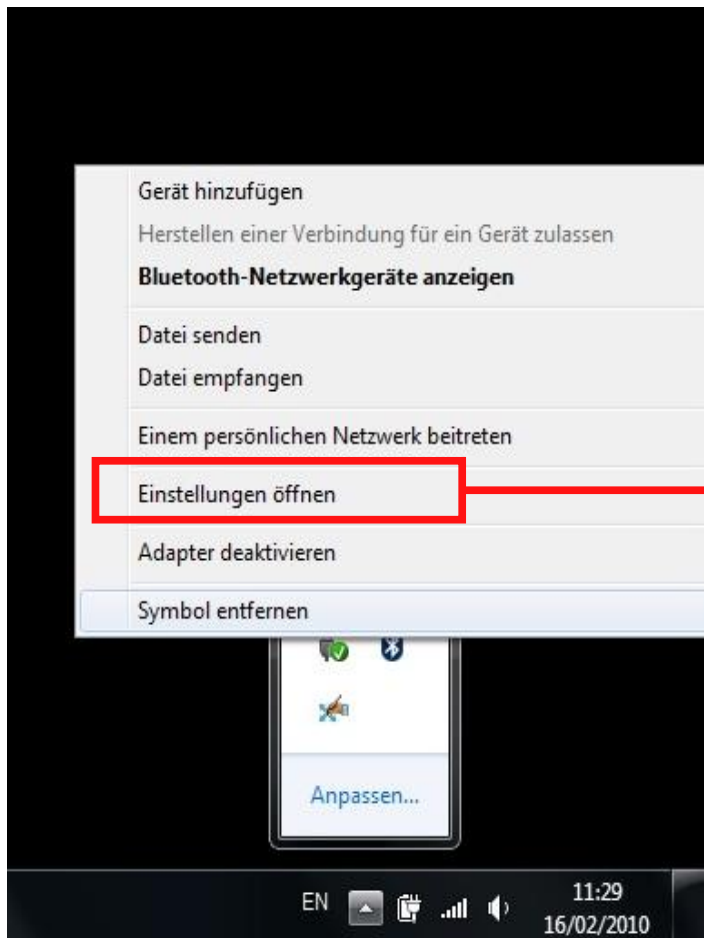 Gerät hinzufügen
Herstellen einer Verbindung für ein Gerät zulassen
Bluetooth-Netzwerkgeräte anzeigen
Datei senden
Datei empfangen
Einem persönlichen Netzwerk beitreten
Einstellungen öffnen
Adapter deaktivieren
Symbol entfernen
Anpassen...
EN
11:29
16/02/2010